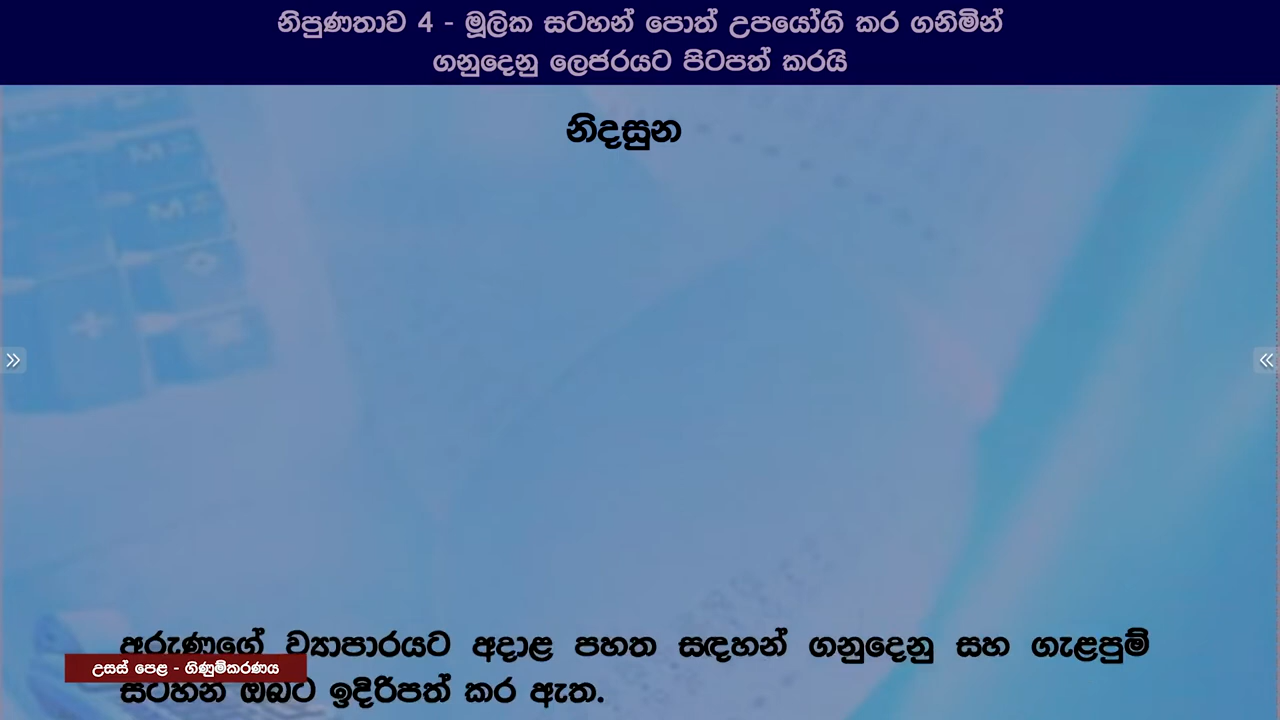 නිපුණතාව 4 - මූලික සටහන් පොත් උපයෝගි කර ගනිමින්
ගනුදෙනු ලෙජරයට පිටපත් කරයි
නිදසුන
අරුණගේ ව්‍යාපාරයට අදාළ පහත සඳහන් ගනුදෙනු සහ ගැළපුම්
සටහන් ඔබට ඉදිරිපත් කර ඇත.
උසස් පෙළ - ගිණුම්කරණය